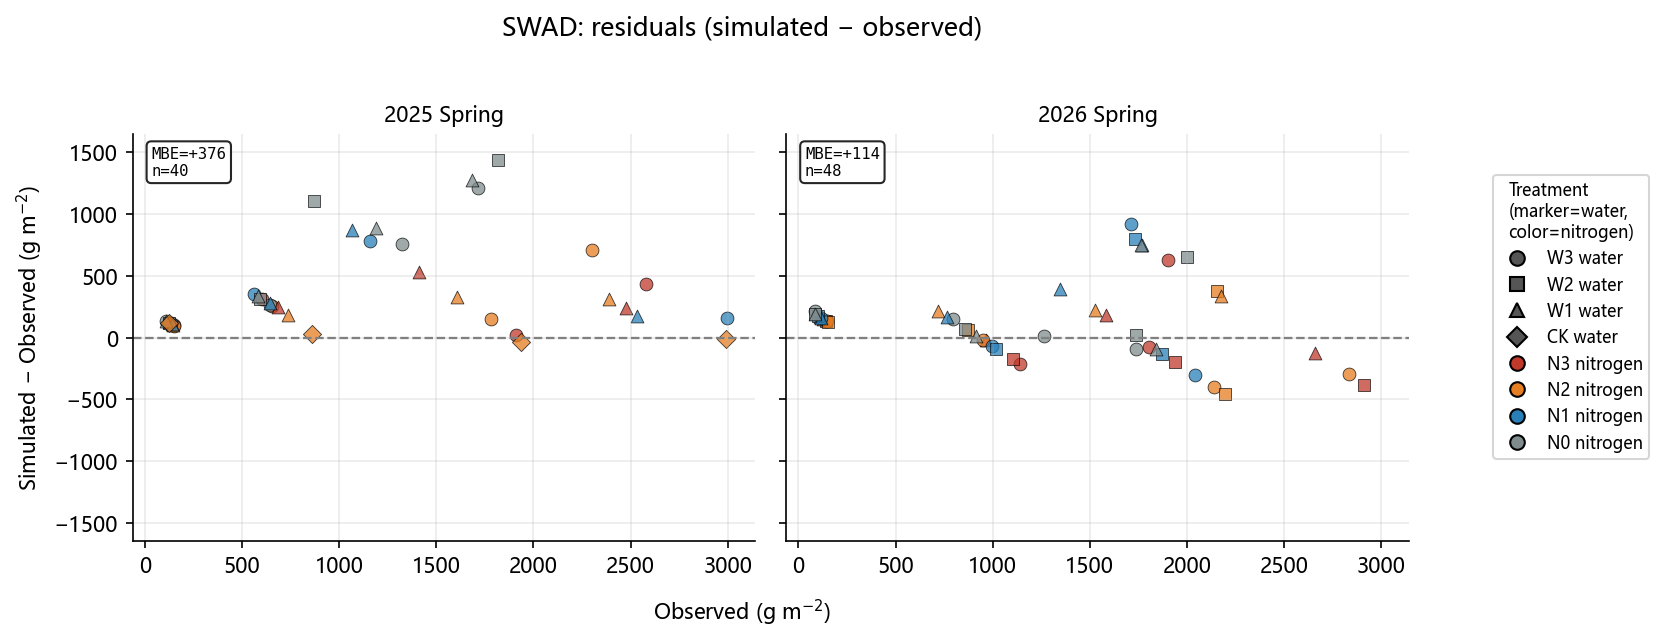 SWAD: residuals (simulated − observed)
2025 Spring
2026 Spring
MBE=+376
n=40
MBE=+114
n=48
Simulated − Observed (g m⁻²)
1500
1000
500
0
−500
−1000
−1500
0 500 1000 1500 2000 2500 3000
0 500 1000 1500 2000 2500 3000
Observed (g m⁻²)
Treatment
(marker=water,
color=nitrogen)
W3 water
W2 water
W1 water
CK water
N3 nitrogen
N2 nitrogen
N1 nitrogen
N0 nitrogen